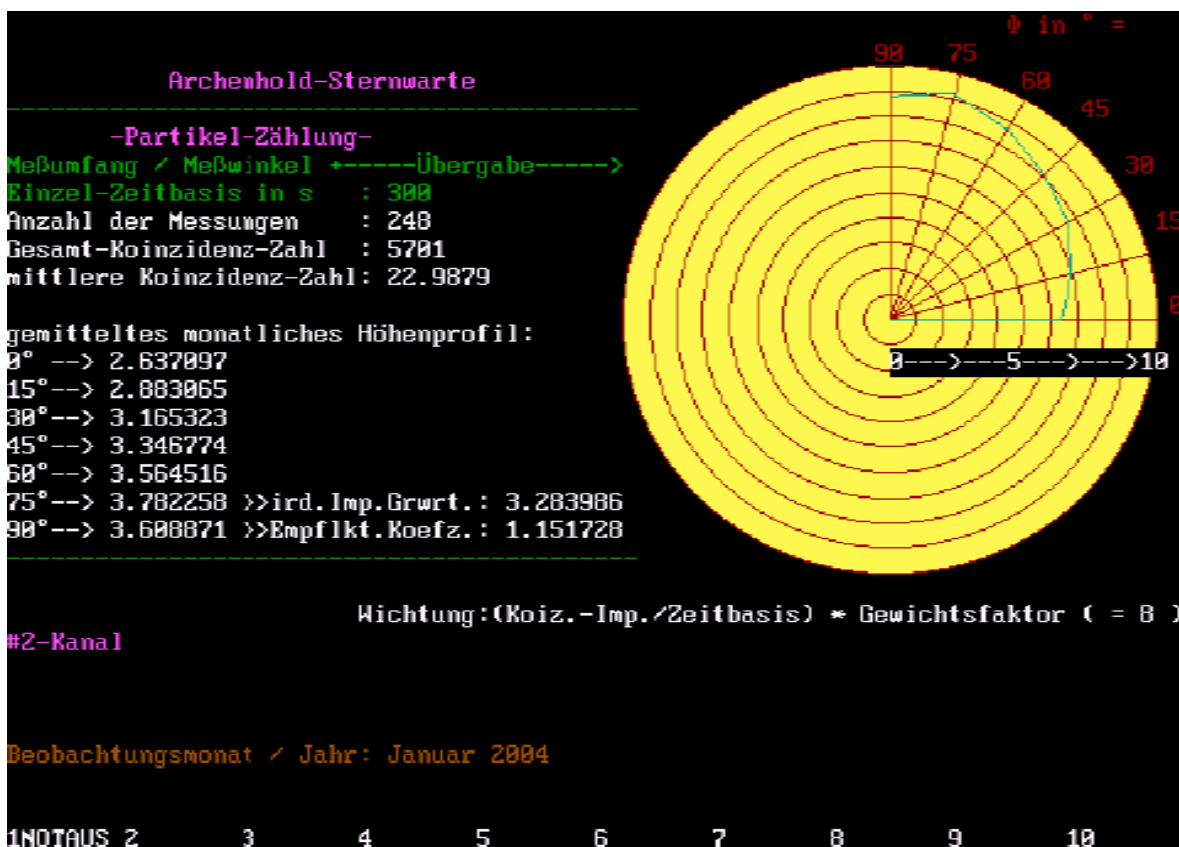 Φ in ° =
90 75
60
45
30
15
0
Archenhold-Sternwarte
-Partikel-Zählung-
Meßumfang / Meßwinkel +-----Übergabe----->
Einzel-Zeitbasis in s : 300
Anzahl der Messungen : 248
Gesamt-Koinzidenz-Zahl : 5701
mittlere Koinzidenz-Zahl: 22.9879
gemitteltes monatliches Höhenprofil:
0° --> 2.637097
15°--> 2.883065
30°--> 3.165323
45°--> 3.346774
60°--> 3.564516
75°--> 3.782258 >>ird.Imp.Grwrt.: 3.283986
90°--> 3.608871 >>Empflkt.Koefz.: 1.151728
0--->---5--->--->10
Wichtung:(Koiz.-Imp./Zeitbasis) * Gewichtsfaktor ( = 8 )
#2-Kanal
Beobachtungsmonat / Jahr: Januar 2004
1NOTAUS 2 3 4 5 6 7 8 9 10